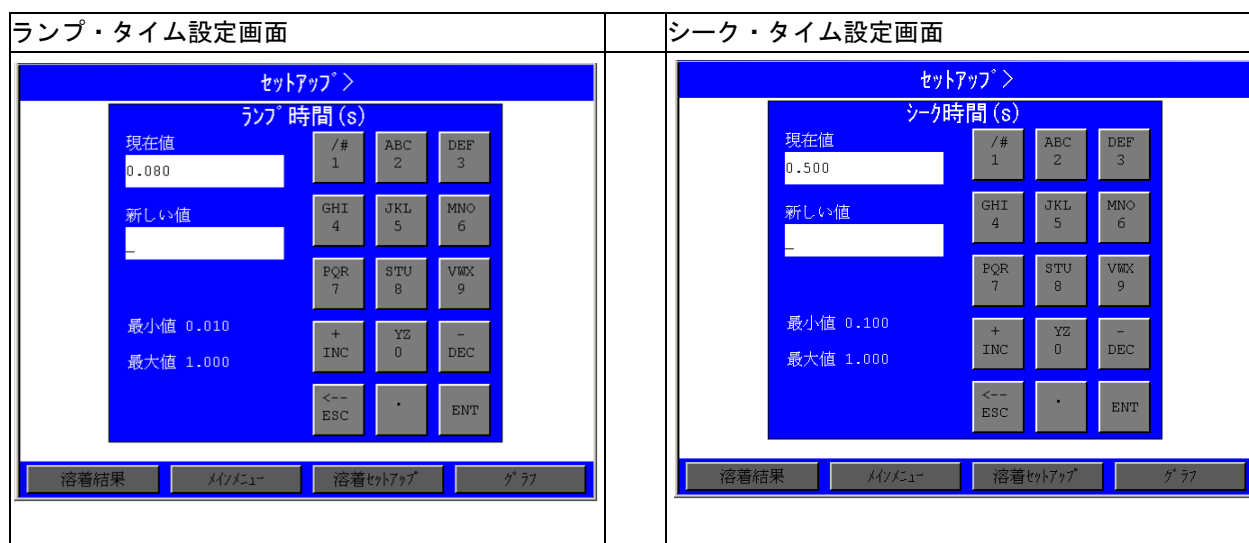 ランプ・タイム設定画面
セットアップ >
ランプ時間(s)
現在値
0.080
新しい値
_
最小値 0.010
最大値 1.000
/#
1
ABC
2
DEF
3
GHI
4
JKL
5
MNO
6
PQR
7
STU
8
VWX
9
+
INC
YZ
0
-
DEC
<--
ESC
.
ENT
溶着結果
メインメニュー
溶着セットアップ
グラフ
シーク・タイム設定画面
セットアップ >
シーク時間(s)
現在値
0.500
新しい値
_
最小値 0.100
最大値 1.000
/#
1
ABC
2
DEF
3
GHI
4
JKL
5
MNO
6
PQR
7
STU
8
VWX
9
+
INC
YZ
0
-
DEC
<--
ESC
.
ENT
溶着結果
メインメニュー
溶着セットアップ
グラフ